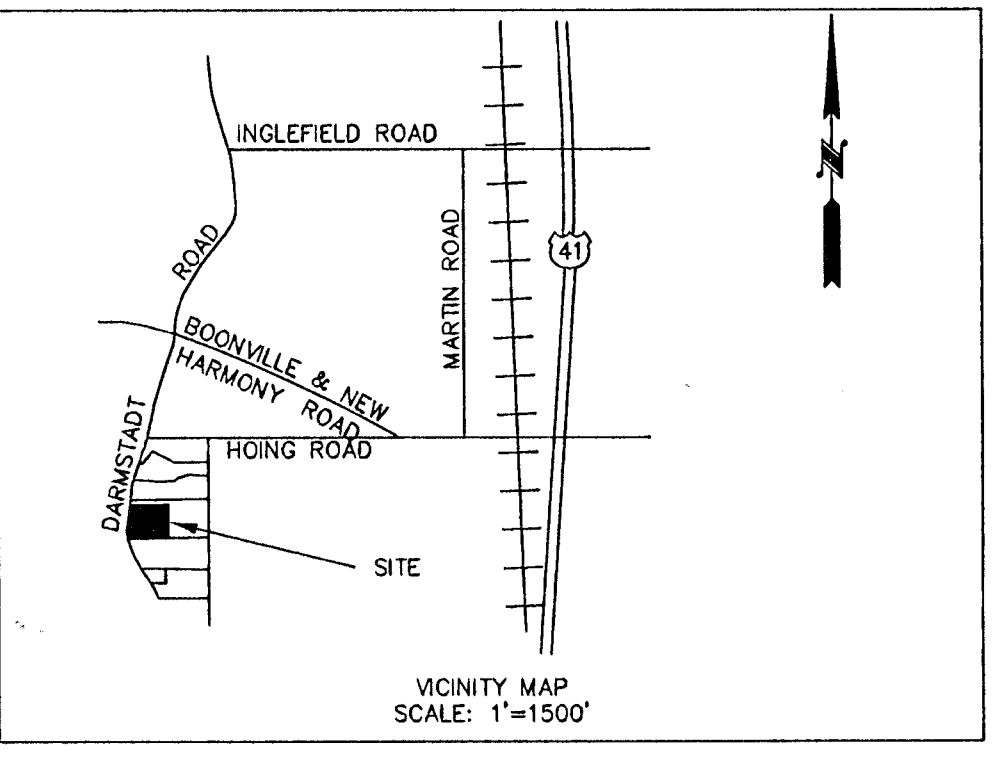 INGLEFIELD ROAD
N
MARTIN ROAD
41
ROAD
BOONVILLE & NEW
HARMONY ROAD
DARMSTADT
HOING ROAD
SITE
VICINITY MAP
SCALE: 1'=1500'